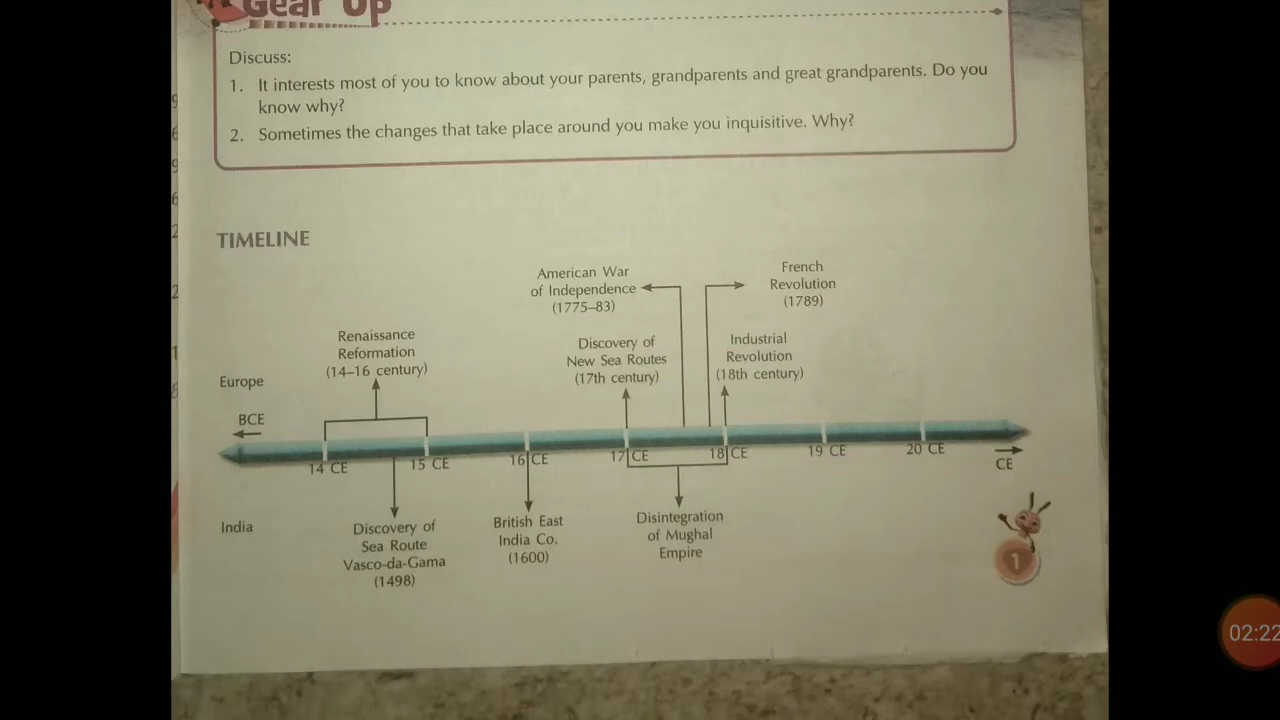 Gear Up
Discuss:
1. It interests most of you to know about your parents, grandparents and great grandparents. Do you
know why?
2. Sometimes the changes that take place around you make you inquisitive. Why?
TIMELINE
American War
of Independence
(1775–83)
French
Revolution
(1789)
Renaissance
Reformation
(14–16 century)
Discovery of
New Sea Routes
(17th century)
Industrial
Revolution
(18th century)
Europe
BCE
14 CE
15 CE
16 CE
17 CE
18 CE
19 CE
20 CE
CE
India
Discovery of
Sea Route
Vasco-da-Gama
(1498)
British East
India Co.
(1600)
Disintegration
of Mughal
Empire
1
02:22